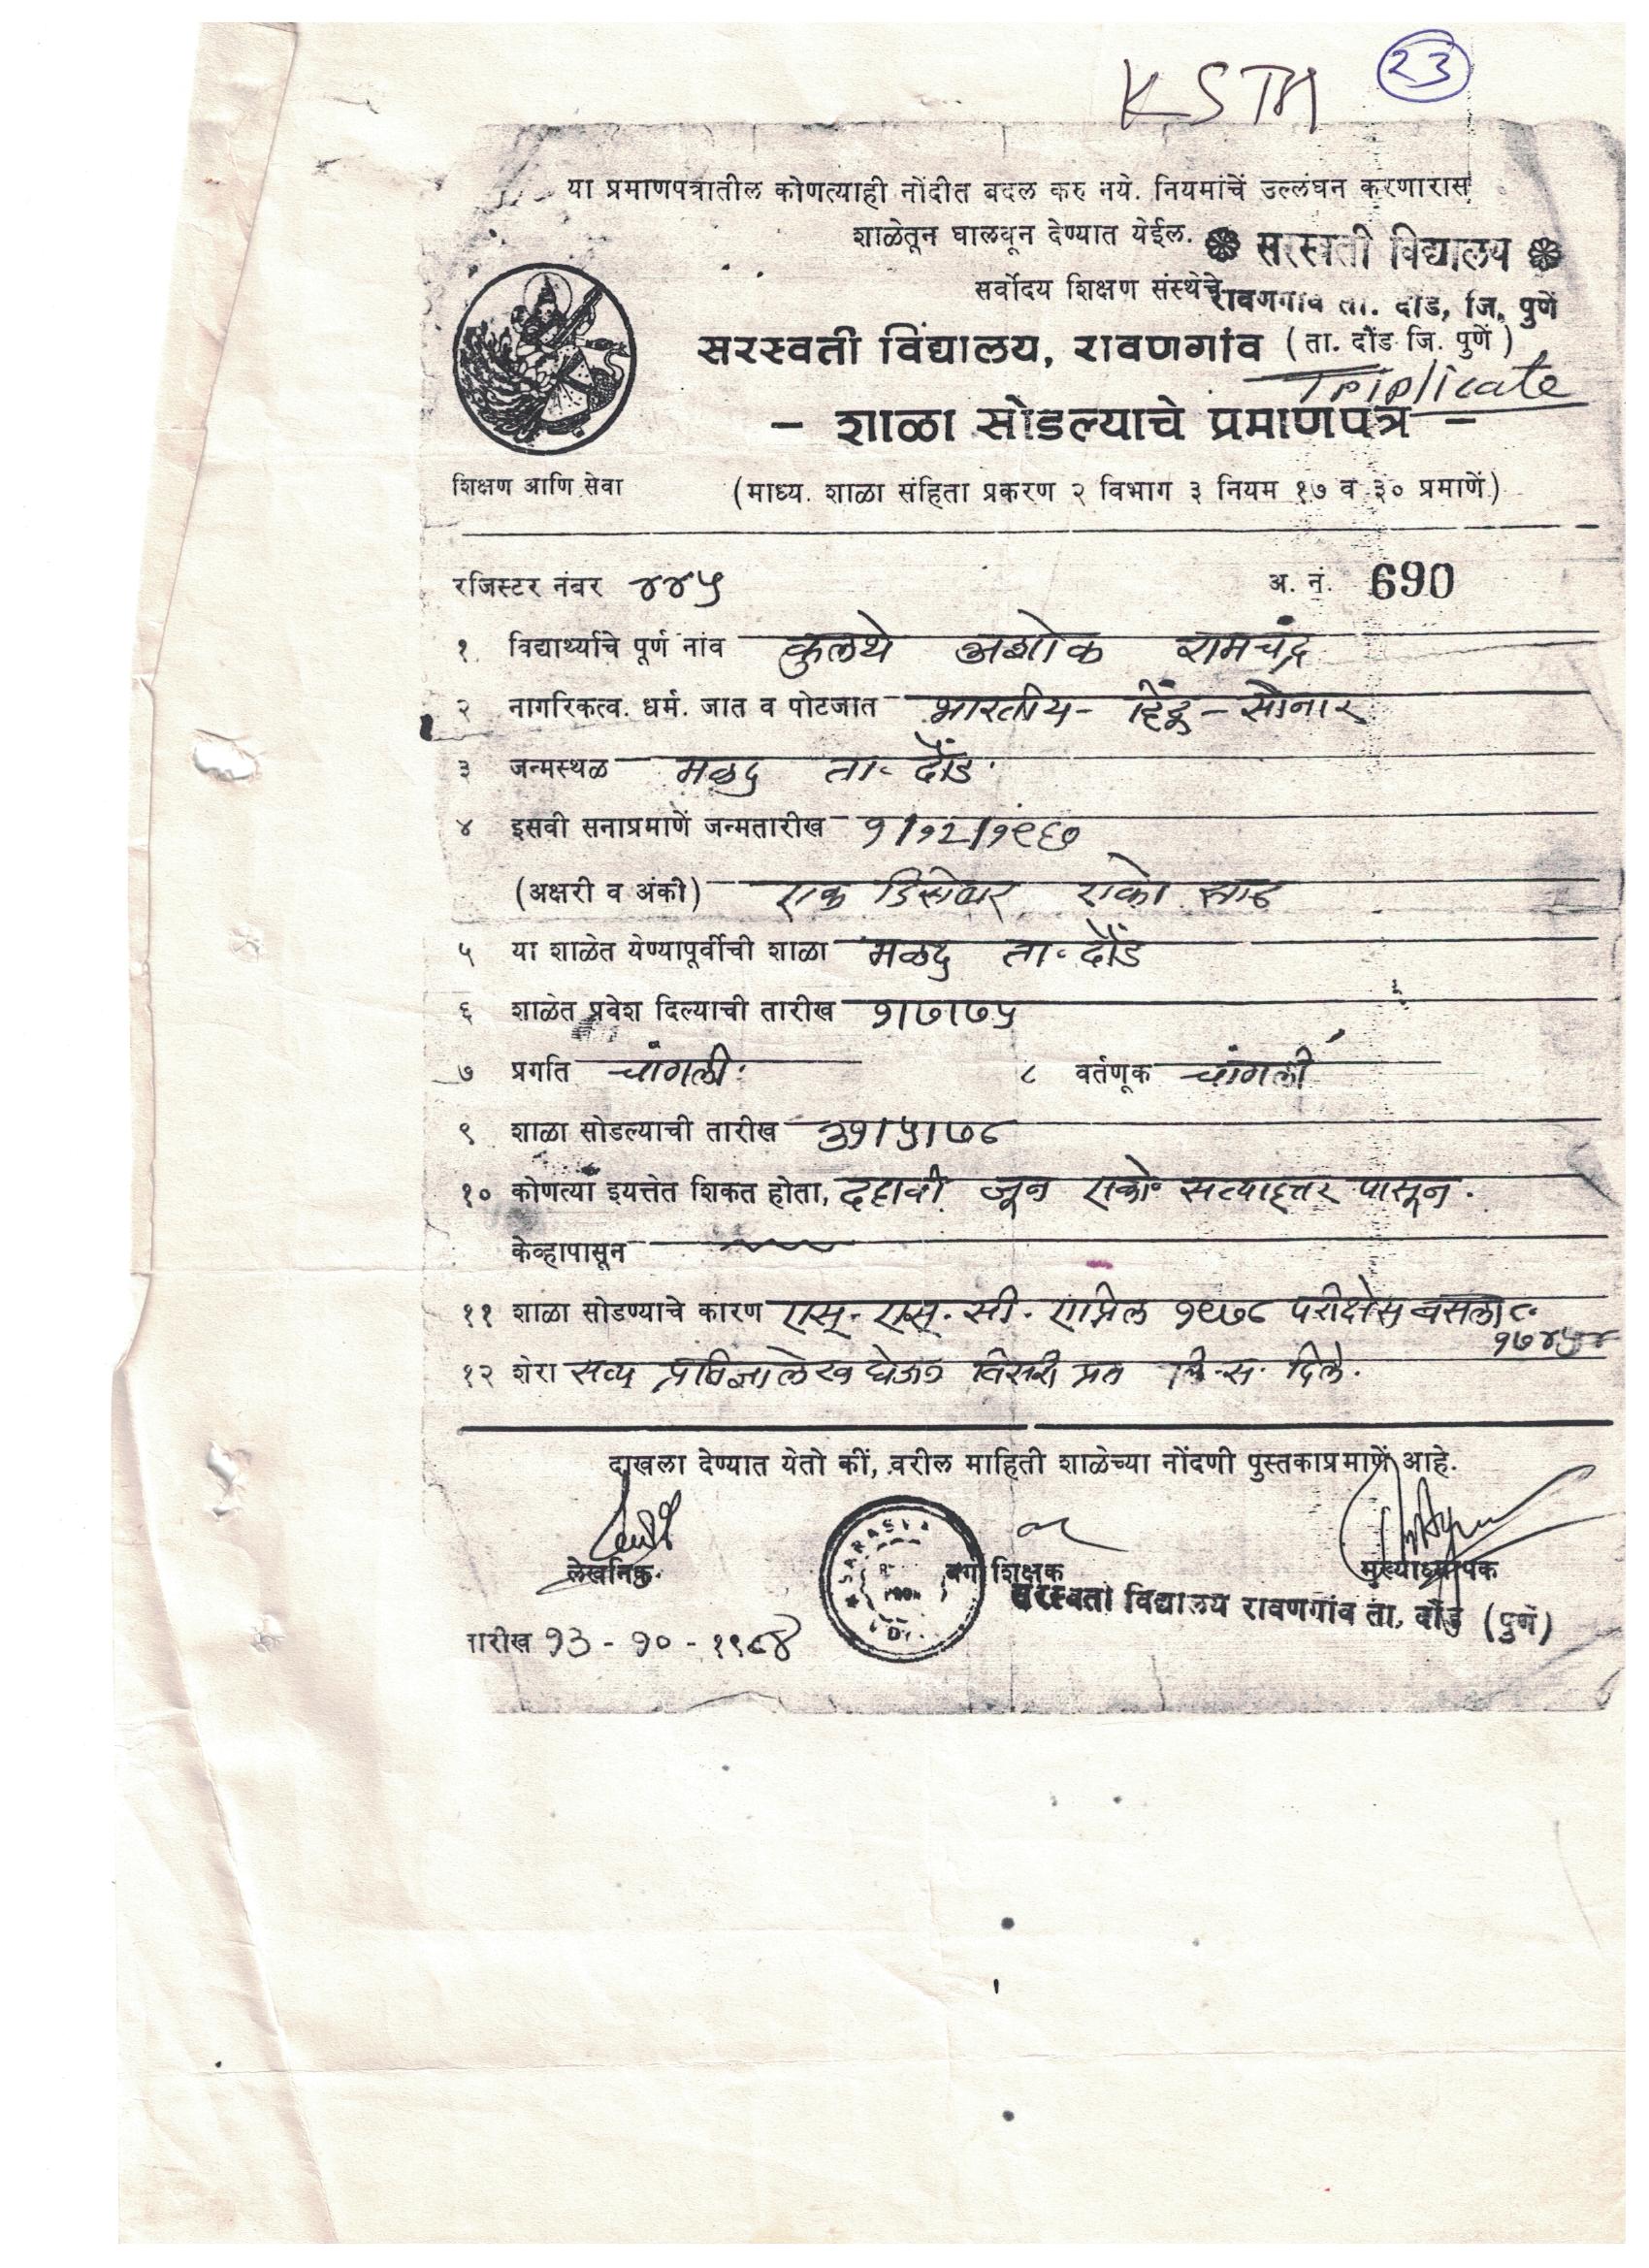 KSTA 23
या प्रमाणपत्रातील कोणत्याही नोंदीत बदल करु नये. नियमांचें उल्लंघन करणारास
शाळेतून घालवून देण्यात येईल.
सरस्वती विद्यालय
रावणगांव ता. दौंड, जि. पुणें
सर्वोदय शिक्षण संस्थेचे
सरस्वती विद्यालय, रावणगांव (ता. दौंड जि. पुणें)
Triplicate
- शाळा सोडल्याचे प्रमाणपत्र -
शिक्षण आणि सेवा
(माध्य. शाळा संहिता प्रकरण २ विभाग ३ नियम १७ व ३० प्रमाणें)
रजिस्टर नंबर ४४५ अ. नं. 690
१ विद्यार्थ्याचे पूर्ण नांव कुलथे अशोक रामचंद्र
२ नागरिकत्व. धर्म. जात व पोटजात भारतीय - हिंदू - सोनार
३ जन्मस्थळ मळद ता. दौंड.
४ इसवी सनाप्रमाणें जन्मतारीख १/१२/१९६७
(अक्षरी व अंकी) एक डिसेंबर
५ या शाळेत येण्यापूर्वीची शाळा मळद ता. दौंड
६ शाळेत प्रवेश दिल्याची तारीख १/७/७५
७ प्रगति चांगली. ८ वर्तणूक चांगली
९ शाळा सोडल्याची तारीख ३१/५/७८
१० कोणत्या इयत्तेत शिकत होता, दहावी जून एको. सत्त्याहत्तर पासून.
केव्हापासून
११ शाळा सोडण्याचे कारण एस्. एस्. सी. एप्रिल १९७८ परीक्षेस बसला
१७४५४
१२ शेरा सत्य प्रतिज्ञालेख घेऊन तिसरी प्रत दिले.
दाखला देण्यात येतो कीं, वरील माहिती शाळेच्या नोंदणी पुस्तकाप्रमाणें आहे.
लेखनिक. वर्ग शिक्षक मुख्याध्यापक
सरस्वती विद्यालय रावणगांव ता. दौंड (पुणें)
तारीख १३ - १० - १९८४